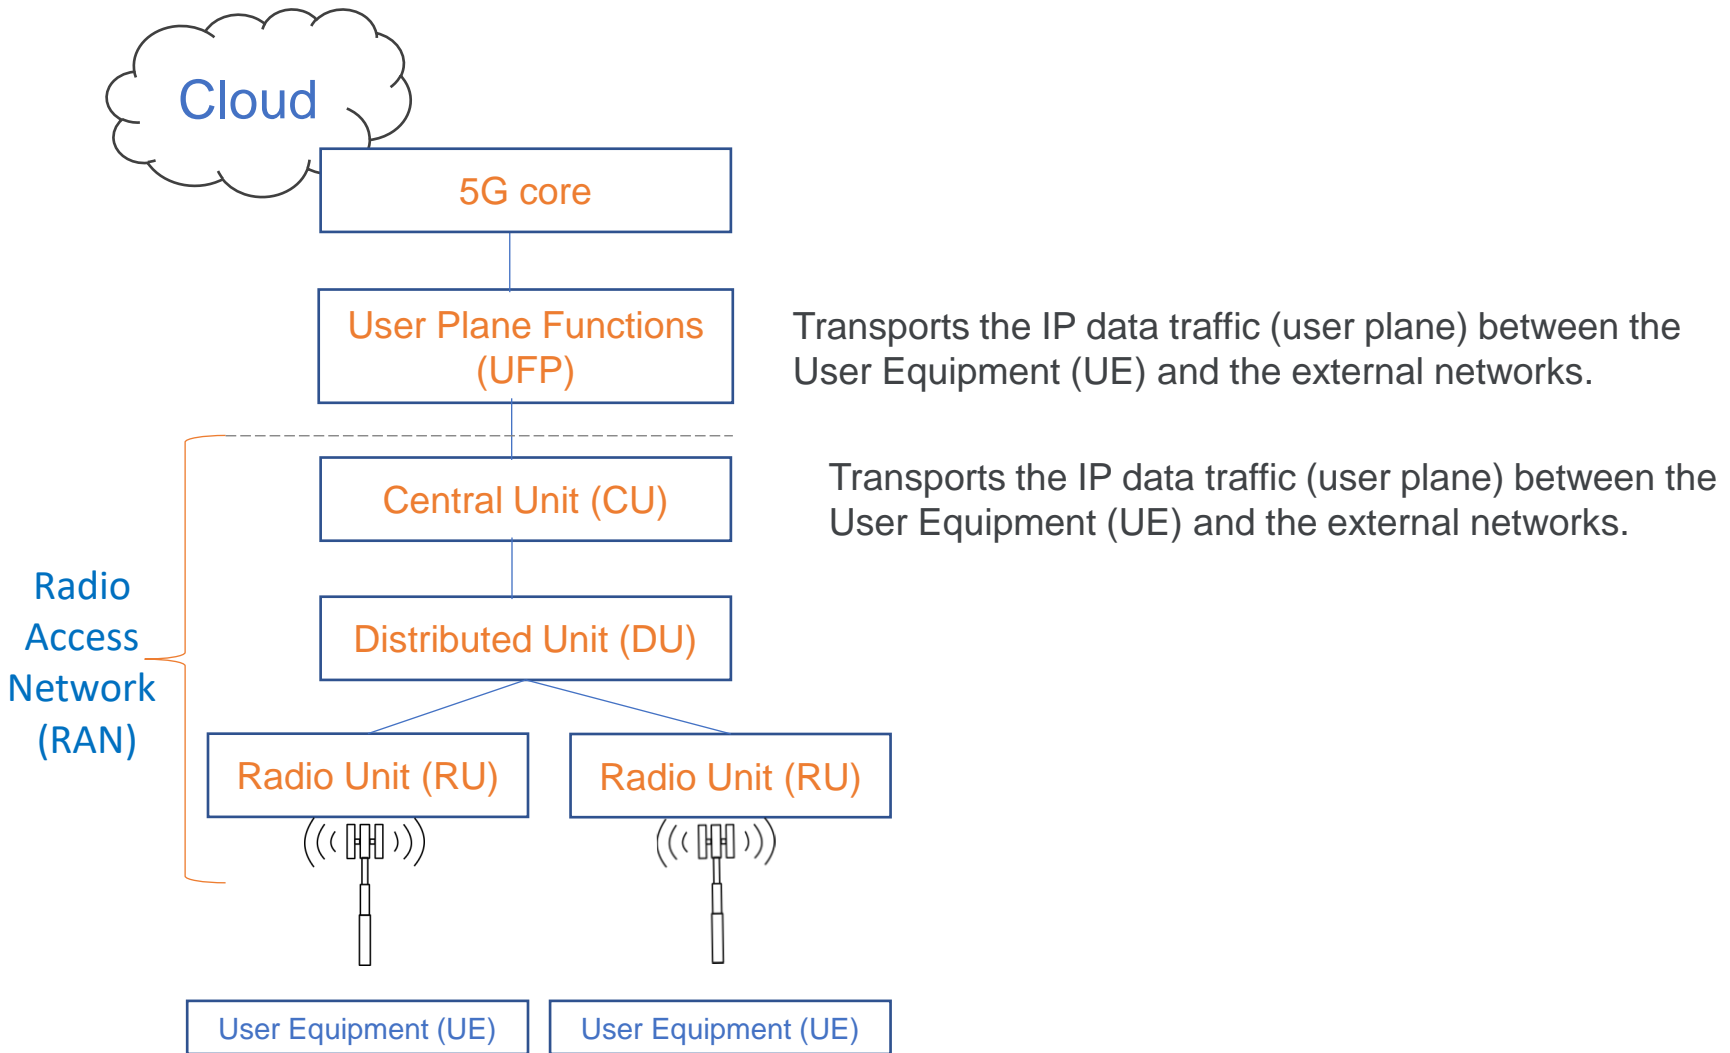 Cloud
5G core
User Plane Functions
(UFP)
Transports the IP data traffic (user plane) between the
User Equipment (UE) and the external networks.
Central Unit (CU)
Transports the IP data traffic (user plane) between the
User Equipment (UE) and the external networks.
Radio
Access
Network
(RAN)
Distributed Unit (DU)
Radio Unit (RU)
Radio Unit (RU)
User Equipment (UE)
User Equipment (UE)